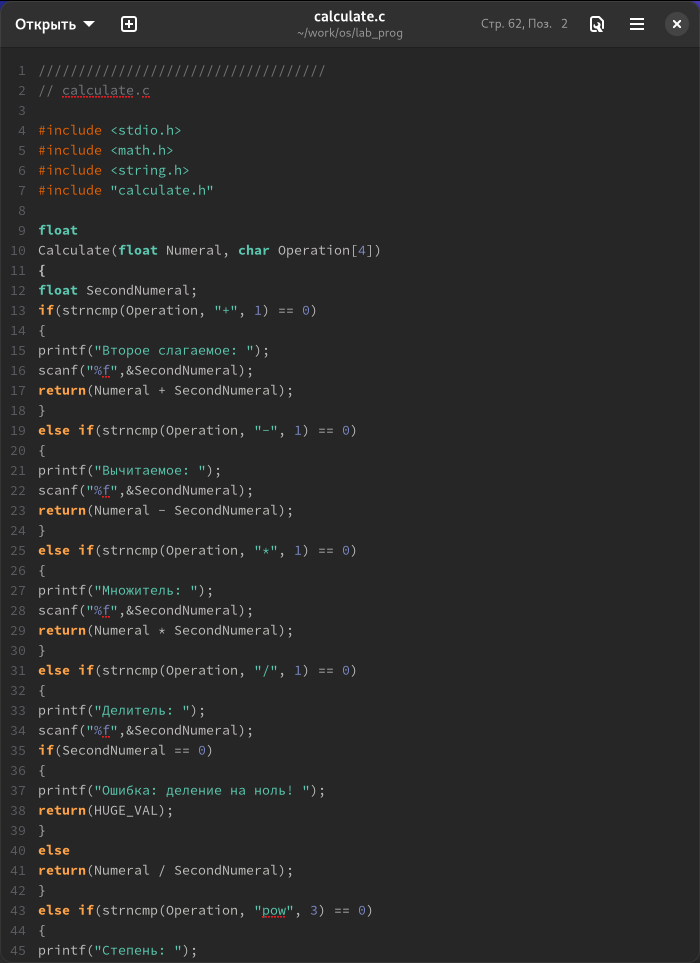 Открыть
calculate.c
~/work/os/lab_prog
Стр. 62, Поз. 2
1 ////////////////////////////////////
2 // calculate.c
3
4 #include <stdio.h>
5 #include <math.h>
6 #include <string.h>
7 #include "calculate.h"
8
9 float
10 Calculate(float Numeral, char Operation[4])
11 {
12 float SecondNumeral;
13 if(strncmp(Operation, "+", 1) == 0)
14 {
15 printf("Второе слагаемое: ");
16 scanf("%f",&SecondNumeral);
17 return(Numeral + SecondNumeral);
18 }
19 else if(strncmp(Operation, "-", 1) == 0)
20 {
21 printf("Вычитаемое: ");
22 scanf("%f",&SecondNumeral);
23 return(Numeral - SecondNumeral);
24 }
25 else if(strncmp(Operation, "*", 1) == 0)
26 {
27 printf("Множитель: ");
28 scanf("%f",&SecondNumeral);
29 return(Numeral * SecondNumeral);
30 }
31 else if(strncmp(Operation, "/", 1) == 0)
32 {
33 printf("Делитель: ");
34 scanf("%f",&SecondNumeral);
35 if(SecondNumeral == 0)
36 {
37 printf("Ошибка: деление на ноль! ");
38 return(HUGE_VAL);
39 }
40 else
41 return(Numeral / SecondNumeral);
42 }
43 else if(strncmp(Operation, "pow", 3) == 0)
44 {
45 printf("Степень: ");